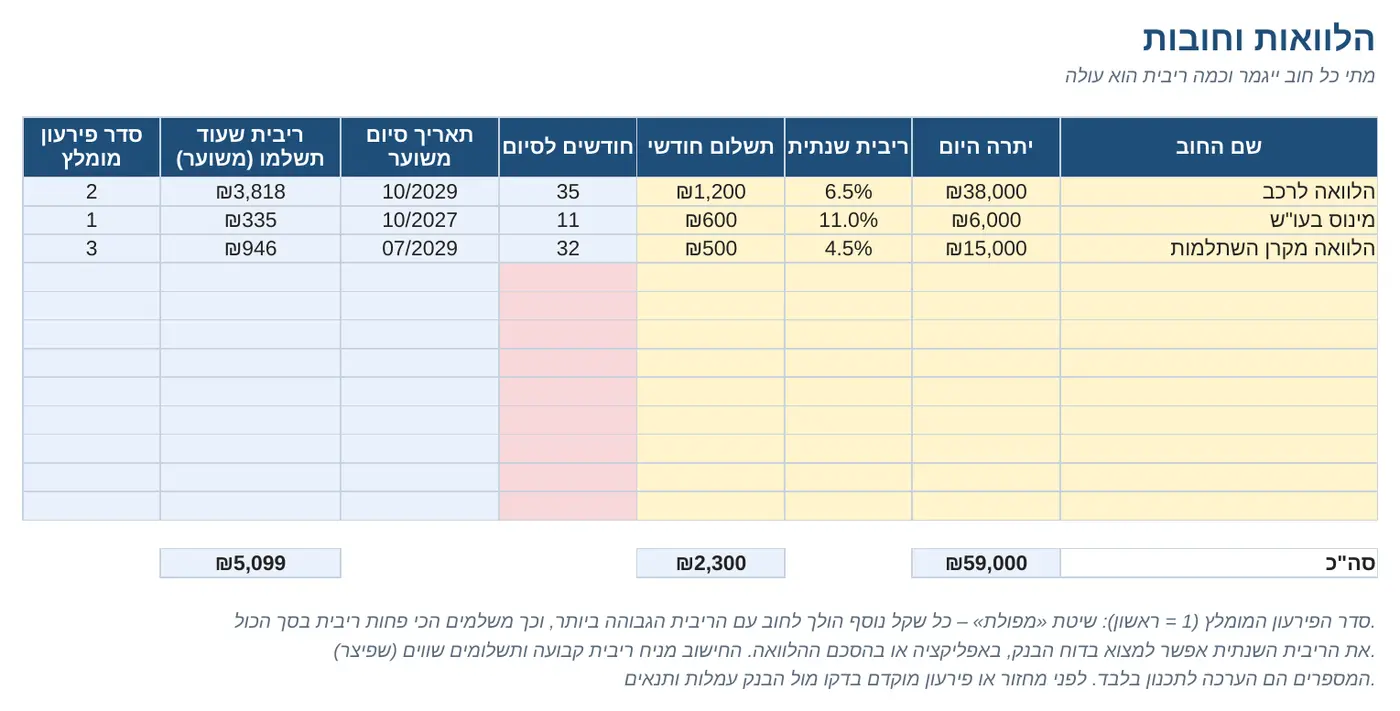 הלוואות וחובות
מתי כל חוב ייגמר וכמה ריבית הוא עולה
שם החוב יתרה היום ריבית שנתית תשלום חודשי חודשים לסיום תאריך סיום משוער ריבית שעוד תשלמו (משוער) סדר פירעון מומלץ
הלוואה לרכב ₪38,000 6.5% ₪1,200 35 10/2029 ₪3,818 2
מינוס בעו"ש ₪6,000 11.0% ₪600 11 10/2027 ₪335 1
הלוואה מקרן השתלמות ₪15,000 4.5% ₪500 32 07/2029 ₪946 3
סה"כ ₪59,000 ₪2,300 ₪5,099
סדר הפירעון המומלץ (1 = ראשון): שיטת «מפולת» – כל שקל נוסף הולך לחוב עם הריבית הגבוהה ביותר, וכך משלמים הכי פחות ריבית בסך הכול.
את הריבית השנתית אפשר למצוא בדוח הבנק, באפליקציה או בהסכם ההלוואה. החישוב מניח ריבית קבועה ותשלומים שווים (שפיצר).
המספרים הם הערכה לתכנון בלבד. לפני מחזור או פירעון מוקדם בדקו מול הבנק עמלות ותנאים.